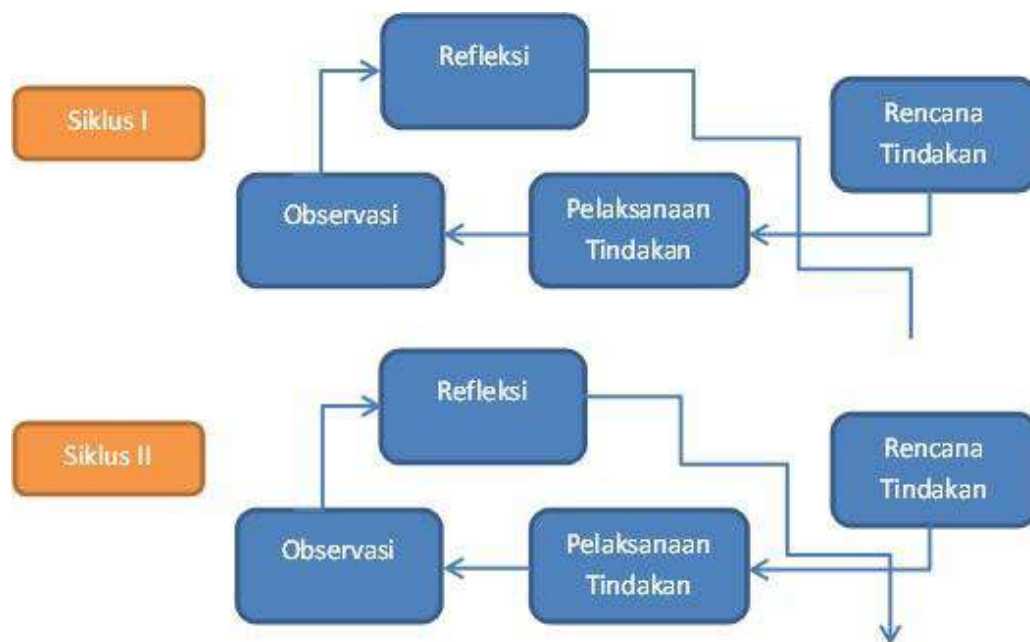 Refleksi
Siklus I
Rencana
Tindakan
Observasi
Pelaksanaan
Tindakan
Refleksi
Siklus II
Rencana
Tindakan
Observasi
Pelaksanaan
Tindakan